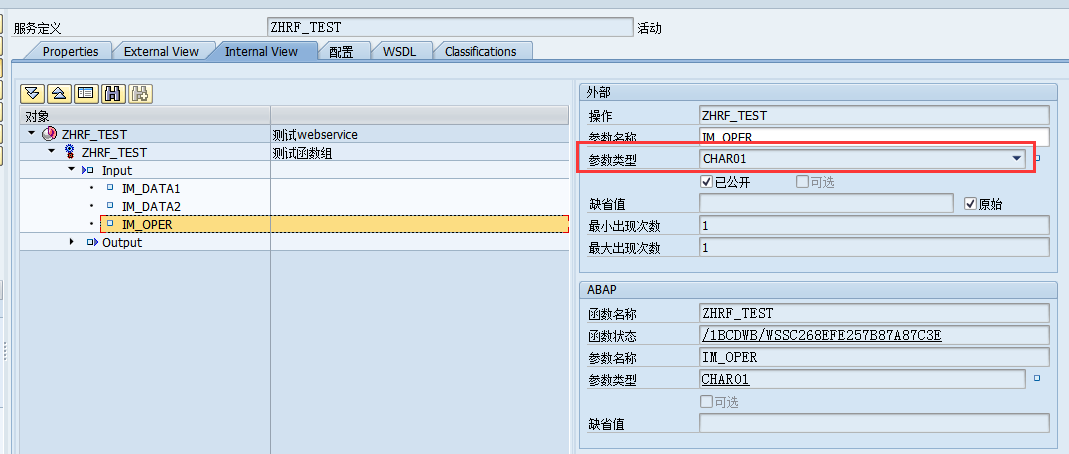 服务定义 ZHRF_TEST 活动
Properties External View Internal View 配置 WSDL Classifications
对象
ZHRF_TEST 测试webservice
ZHRF_TEST 测试函数组
Input
IM_DATA1
IM_DATA2
IM_OPER
Output
外部
操作 ZHRF_TEST
参数名称 IM_OPER
参数类型 CHAR01
已公开 可选
缺省值 原始
最小出现次数 1
最大出现次数 1
ABAP
函数名称 ZHRF_TEST
函数状态 /1BCDWB/WSSC268EFE257B87A87C3E
参数名称 IM_OPER
参数类型 CHAR01
可选
缺省值